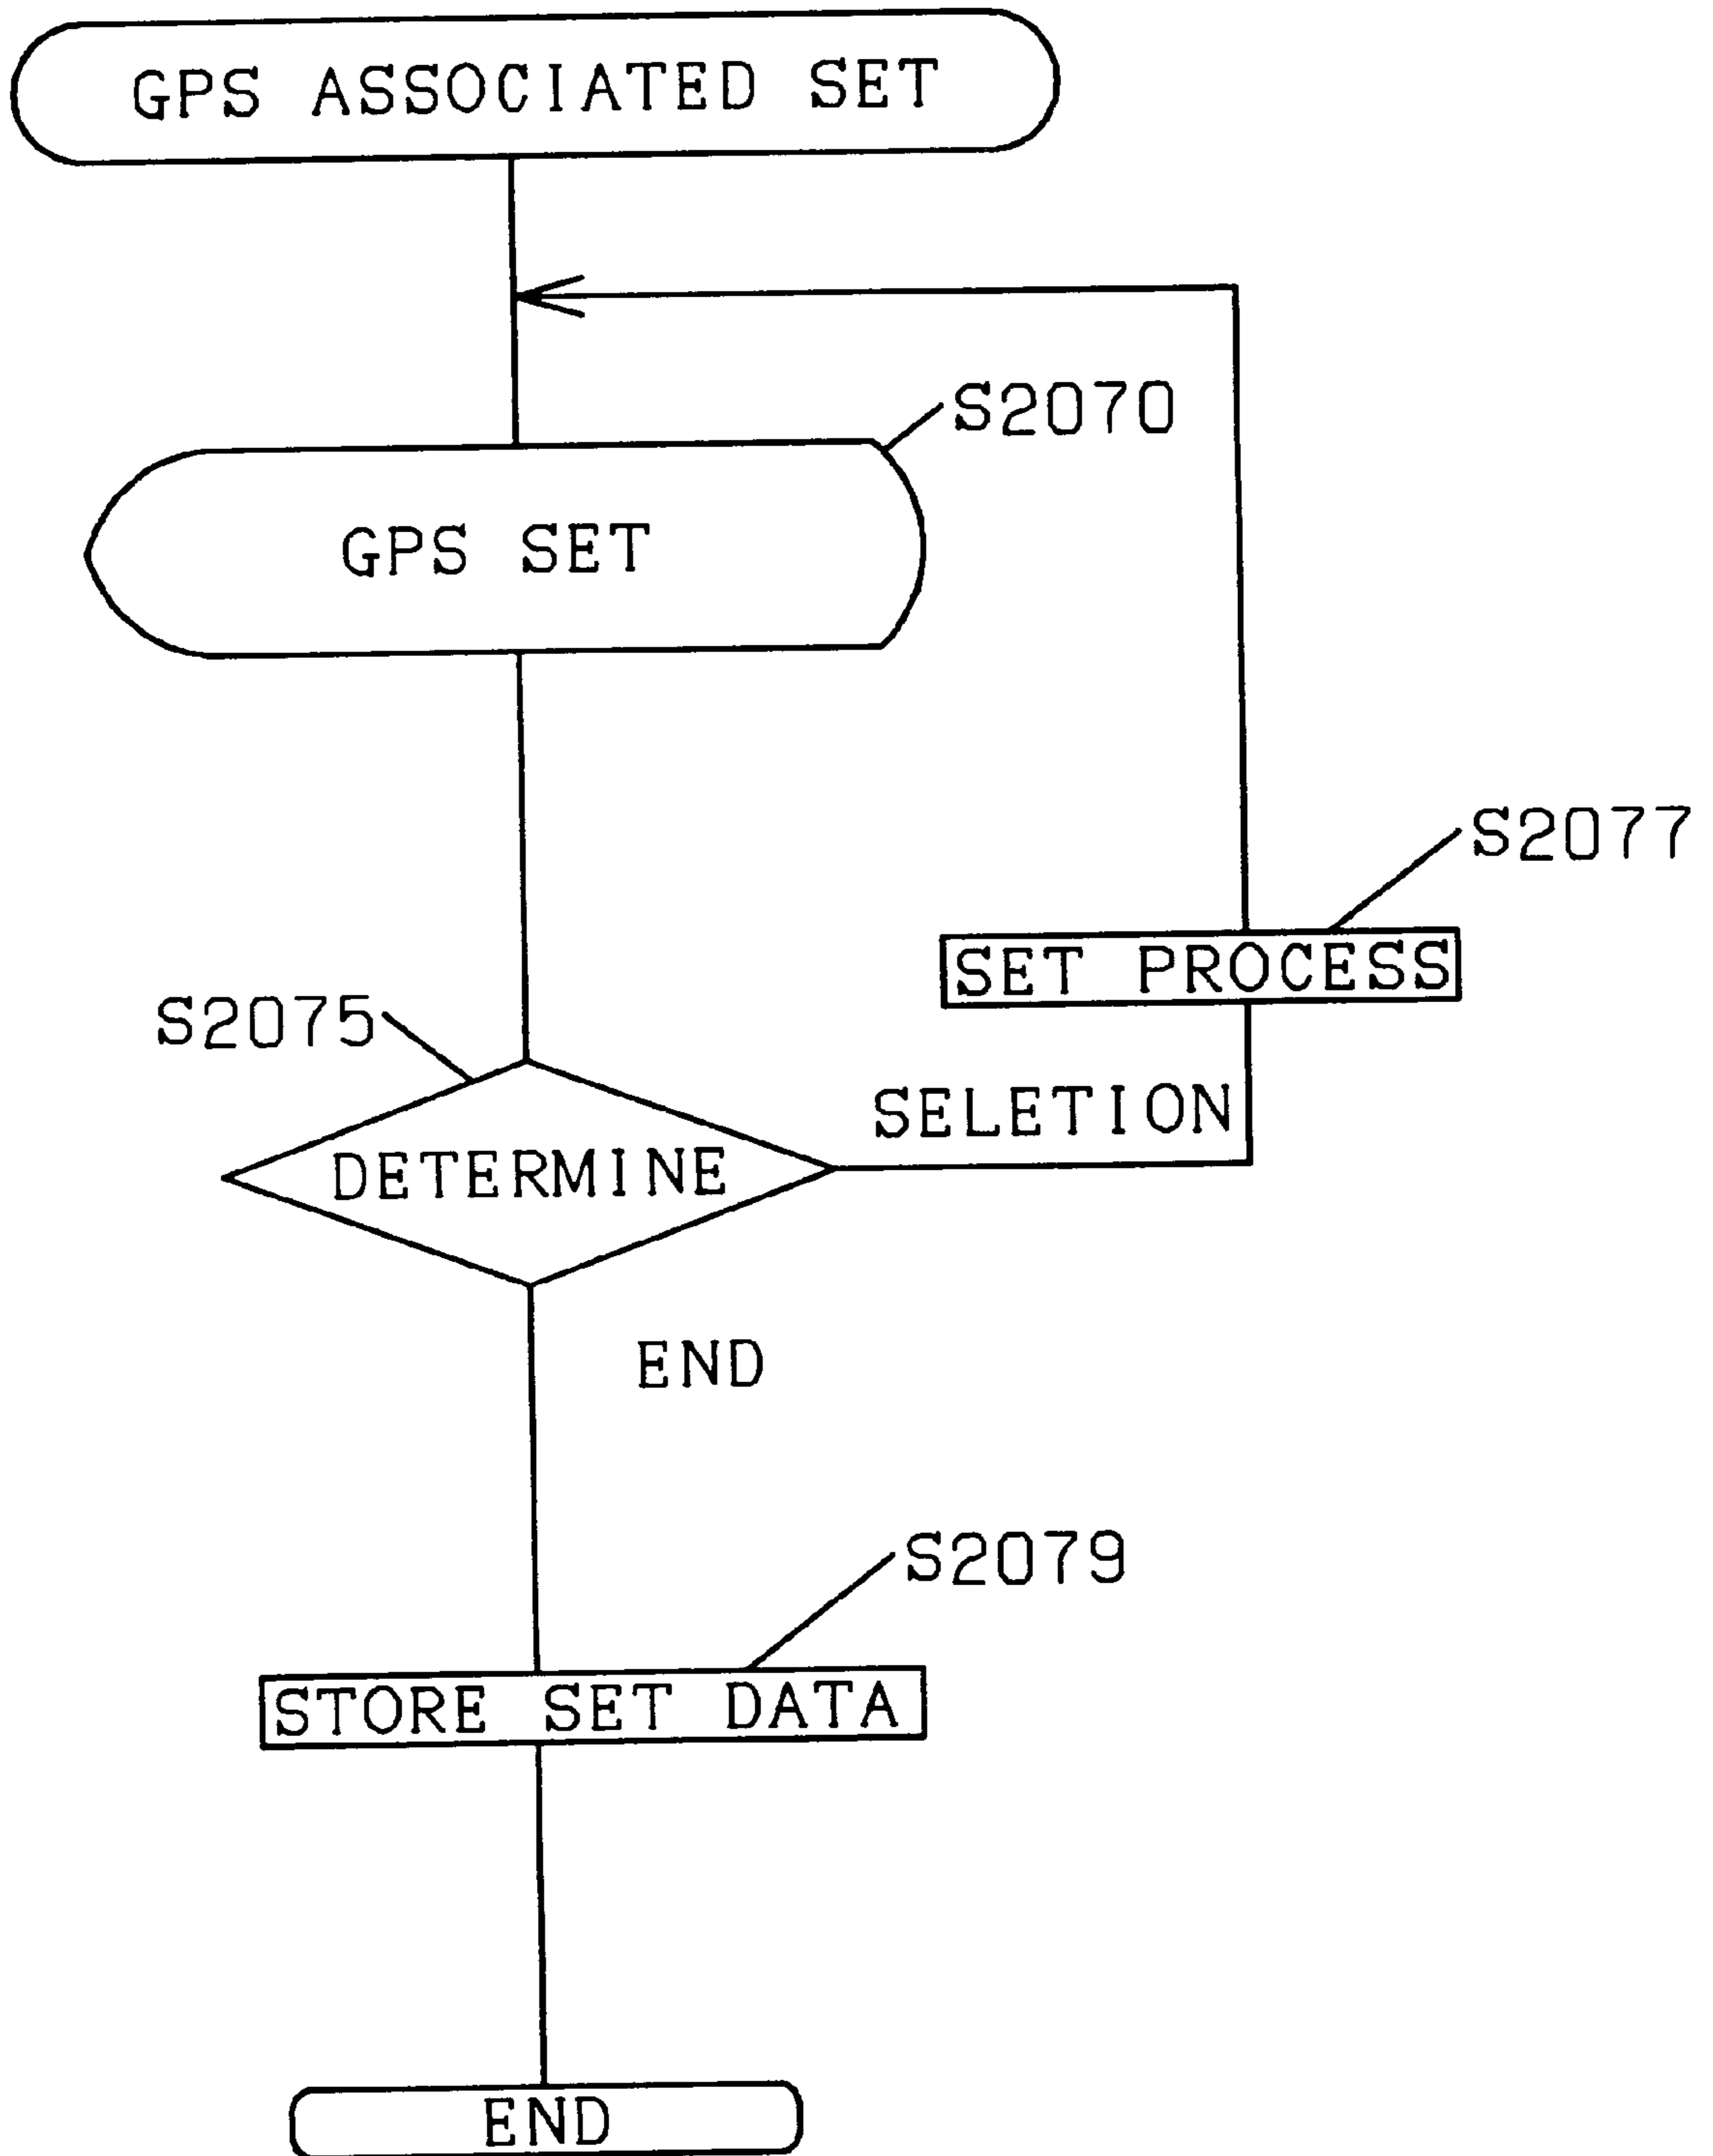 GPS ASSOCIATED SET
S2070
GPS SET
S2077
SET PROCESS
S2075
SELETION
DETERMINE
END
S2079
STORE SET DATA
END